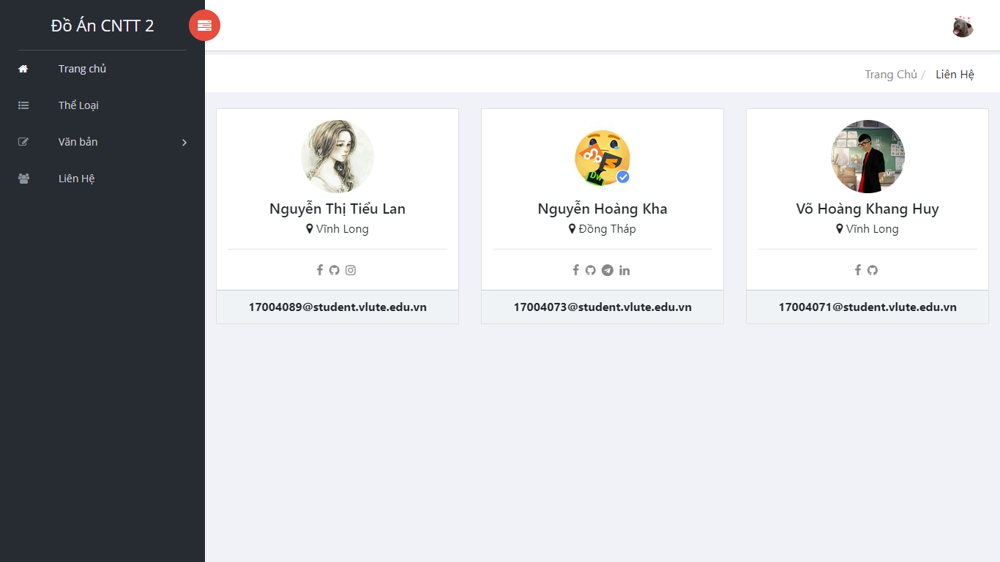 Đồ Án CNTT 2
Trang chủ
Thể Loại
Văn bản
Liên Hệ
Trang Chủ / Liên Hệ
Nguyễn Thị Tiểu Lan
Vĩnh Long
17004089@student.vlute.edu.vn
Dw
Nguyễn Hoàng Kha
Đồng Tháp
17004073@student.vlute.edu.vn
Võ Hoàng Khang Huy
Vĩnh Long
17004071@student.vlute.edu.vn